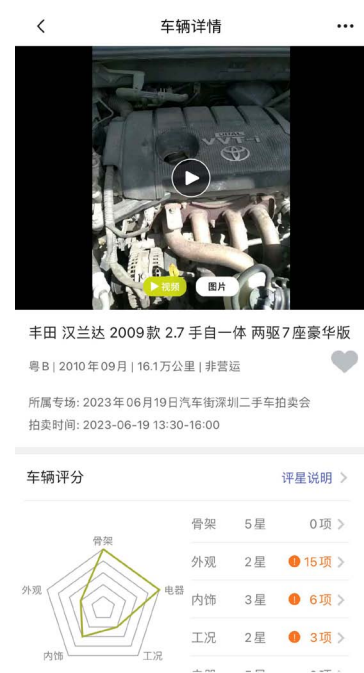 车辆详情
VVT-i
视频
图片
丰田 汉兰达 2009款 2.7 手自一体 两驱7座豪华版
粤B | 2010年09月 | 16.1万公里 | 非营运
所属专场: 2023年06月19日汽车街深圳二手车拍卖会
拍卖时间: 2023-06-19 13:30-16:00
车辆评分
评星说明
骨架
电器
工况
内饰
外观
骨架 5星 0项
外观 2星 15项
内饰 3星 6项
工况 2星 3项